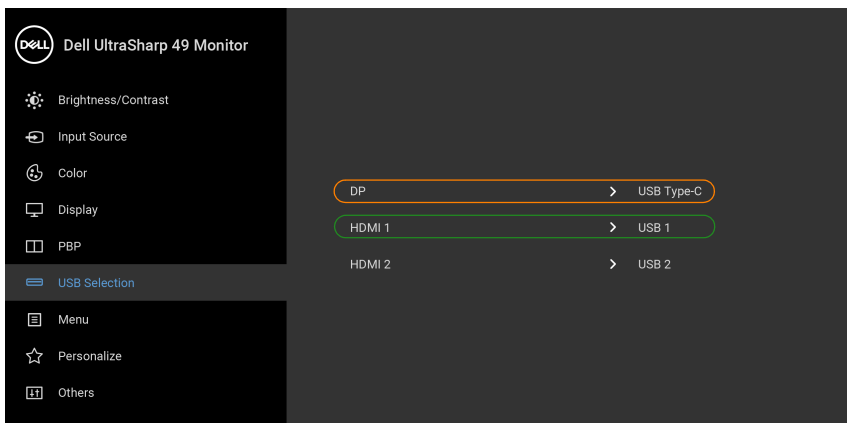 DELL Dell UltraSharp 49 Monitor
Brightness/Contrast
Input Source
Color
Display
PBP
USB Selection
Menu
Personalize
Others
DP > USB Type-C
HDMI 1 > USB 1
HDMI 2 > USB 2